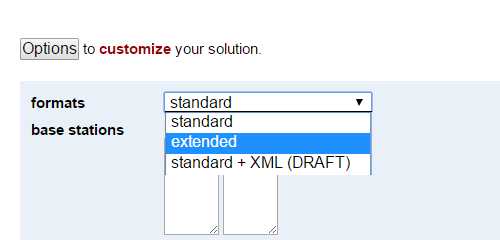 Options to customize your solution.
formats standard
base stations
standard
extended
standard + XML (DRAFT)